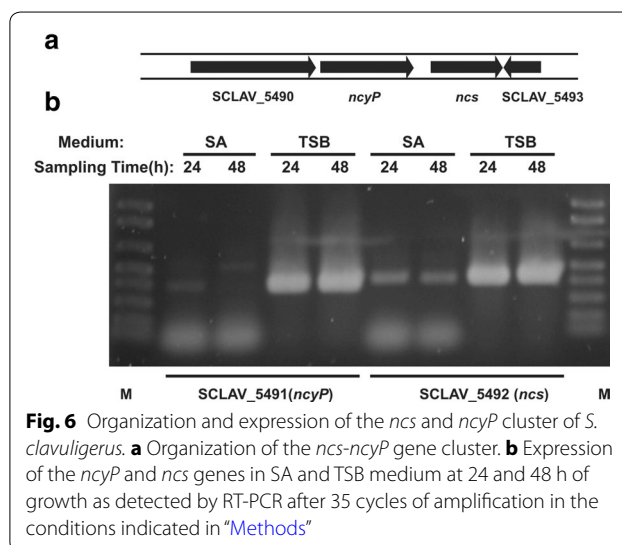 a
SCLAV_5490 ncyP ncs SCLAV_5493
b
Medium: SA TSB SA TSB
Sampling Time(h): 24 48 24 48 24 48 24 48
M SCLAV_5491(ncyP) SCLAV_5492 (ncs) M
Fig. 6 Organization and expression of the ncs and ncyP cluster of S.
clavuligerus. a Organization of the ncs-ncyP gene cluster. b Expression
of the ncyP and ncs genes in SA and TSB medium at 24 and 48 h of
growth as detected by RT-PCR after 35 cycles of amplification in the
conditions indicated in “Methods”